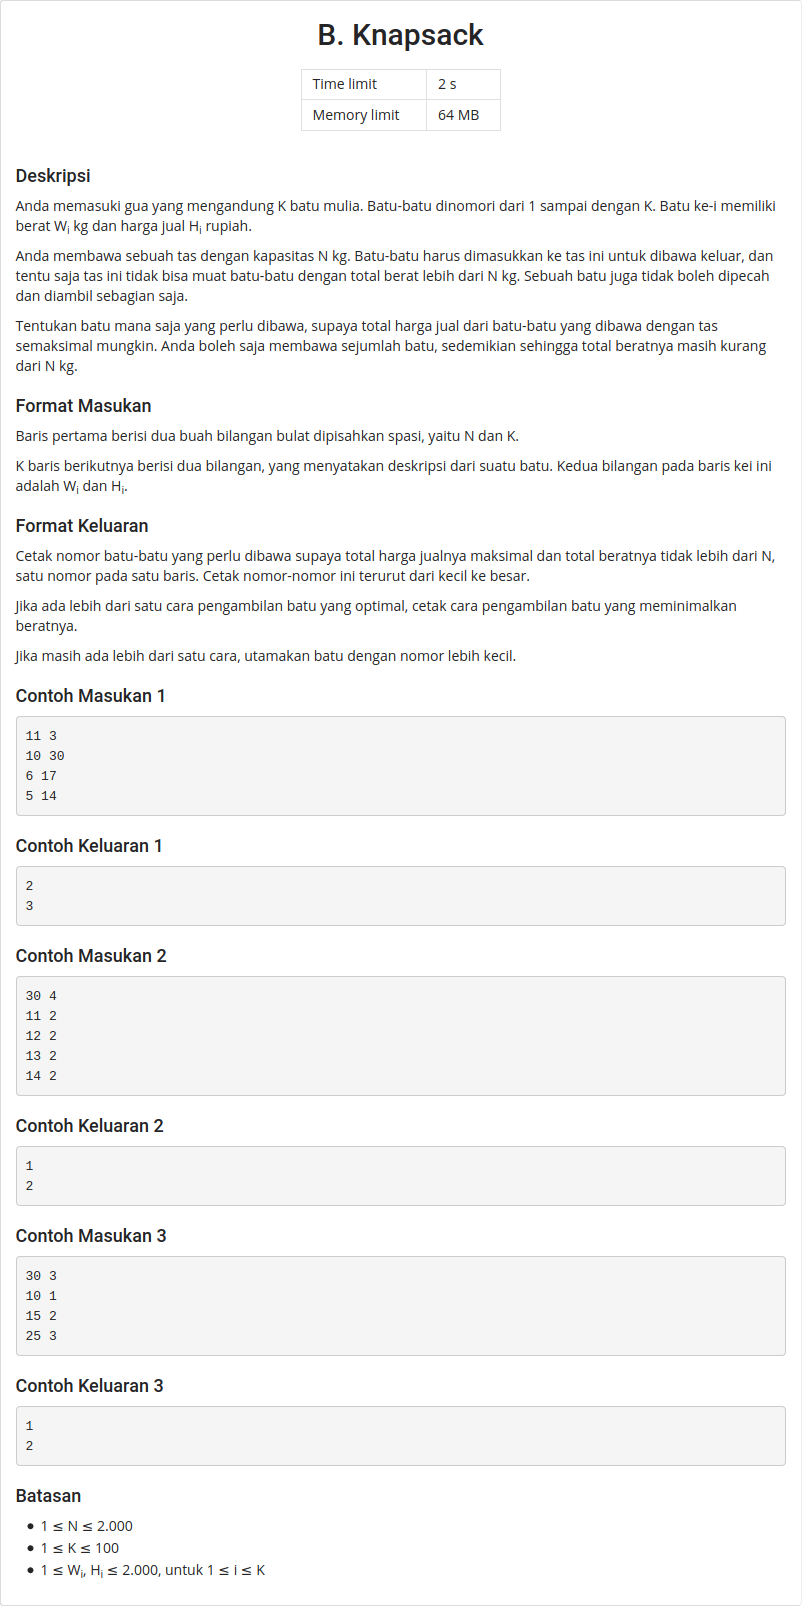 B. Knapsack
Time limit 2 s
Memory limit 64 MB
Deskripsi
Anda memasuki gua yang mengandung K batu mulia. Batu-batu dinomori dari 1 sampai dengan K. Batu ke-i memiliki
berat Wi kg dan harga jual Hi rupiah.
Anda membawa sebuah tas dengan kapasitas N kg. Batu-batu harus dimasukkan ke tas ini untuk dibawa keluar, dan
tentu saja tas ini tidak bisa muat batu-batu dengan total berat lebih dari N kg. Sebuah batu juga tidak boleh dipecah
dan diambil sebagian saja.
Tentukan batu mana saja yang perlu dibawa, supaya total harga jual dari batu-batu yang dibawa dengan tas
semaksimal mungkin. Anda boleh saja membawa sejumlah batu, sedemikian sehingga total beratnya masih kurang
dari N kg.
Format Masukan
Baris pertama berisi dua buah bilangan bulat dipisahkan spasi, yaitu N dan K.
K baris berikutnya berisi dua bilangan, yang menyatakan deskripsi dari suatu batu. Kedua bilangan pada baris kei ini
adalah Wi dan Hi.
Format Keluaran
Cetak nomor batu-batu yang perlu dibawa supaya total harga jualnya maksimal dan total beratnya tidak lebih dari N,
satu nomor pada satu baris. Cetak nomor-nomor ini terurut dari kecil ke besar.
Jika ada lebih dari satu cara pengambilan batu yang optimal, cetak cara pengambilan batu yang meminimalkan
beratnya.
Jika masih ada lebih dari satu cara, utamakan batu dengan nomor lebih kecil.
Contoh Masukan 1
11 3
10 30
6 17
5 14
Contoh Keluaran 1
2
3
Contoh Masukan 2
30 4
11 2
12 2
13 2
14 2
Contoh Keluaran 2
1
2
Contoh Masukan 3
30 3
10 1
15 2
25 3
Contoh Keluaran 3
1
2
Batasan
• 1 ≤ N ≤ 2.000
• 1 ≤ K ≤ 100
• 1 ≤ Wi, Hi ≤ 2.000, untuk 1 ≤ i ≤ K